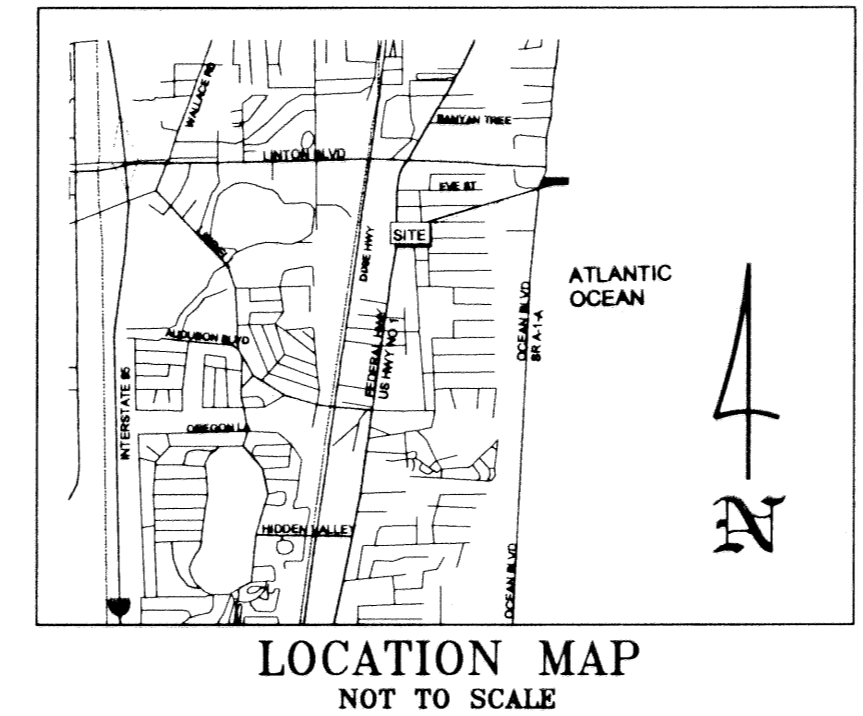 WALLACE RD
BANYAN TREE
LINTON BLVD
EVE ST
SITE
DIXIE HWY
ATLANTIC
OCEAN
OCEAN BLVD
SR A-1-A
FEDERAL HWY
US HWY NO 1
AUDUBON BLVD
INTERSTATE 95
OREGON LA
HIDDEN VALLEY
OCEAN BLVD
N
LOCATION MAP
NOT TO SCALE